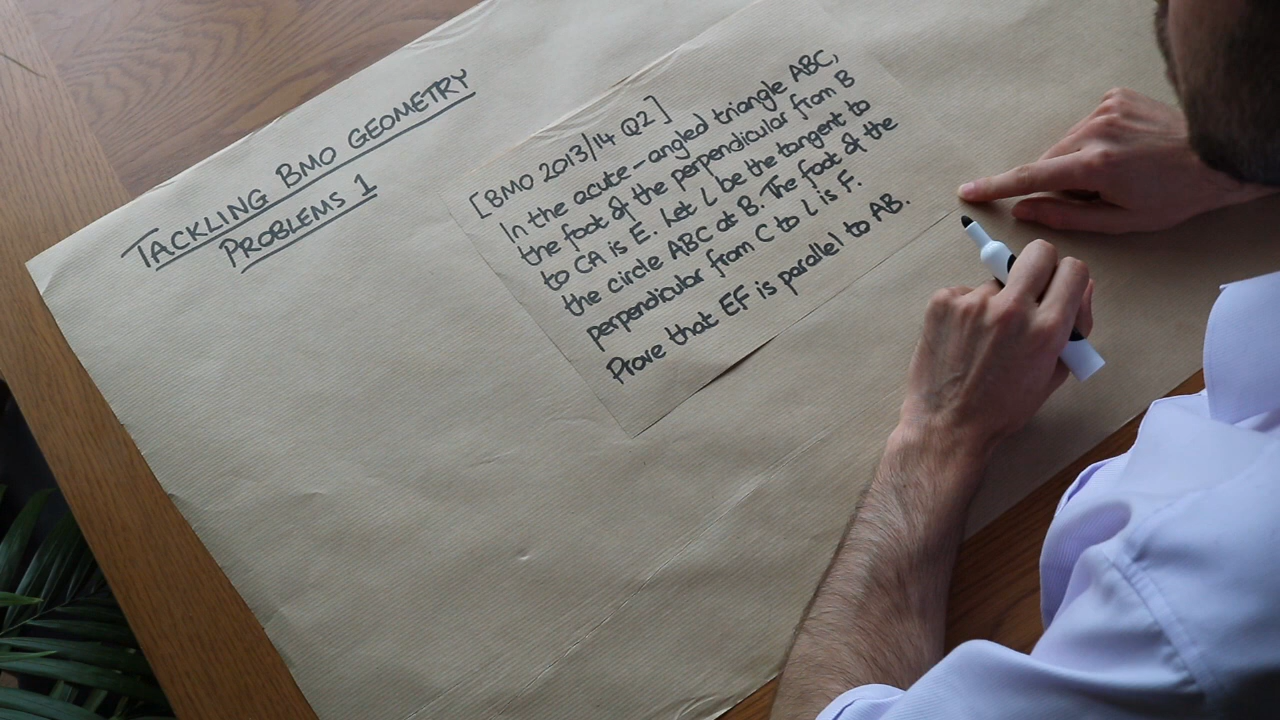 TACKLING BMO GEOMETRY
PROBLEMS 1
[BMO 2013/14 Q2]
In the acute-angled triangle ABC,
the foot of the perpendicular from B
to CA is E. Let l be the tangent to
the circle ABC at B. The foot of the
perpendicular from C to l is F.
Prove that EF is parallel to AB.